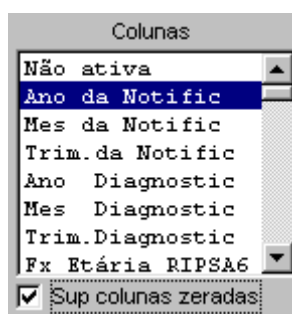 Colunas
Não ativa
Ano da Notific
Mes da Notific
Trim.da Notific
Ano  Diagnostic
Mes  Diagnostic
Trim.Diagnostic
Fx Etária RIPSA6
Sup colunas zeradas